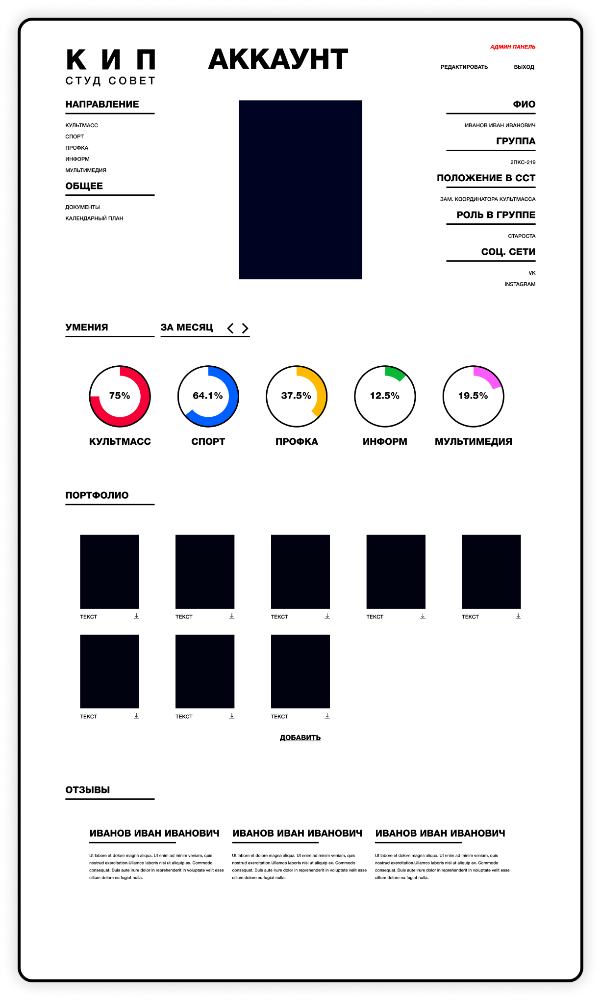 К И П
СТУД СОВЕТ
АККАУНТ
АДМИН ПАНЕЛЬ
РЕДАКТИРОВАТЬ ВЫХОД
НАПРАВЛЕНИЕ
КУЛЬТМАСС
СПОРТ
ПРОФКА
ИНФОРМ
МУЛЬТИМЕДИЯ
ОБЩЕЕ
ДОКУМЕНТЫ
КАЛЕНДАРНЫЙ ПЛАН
ФИО
ИВАНОВ ИВАН ИВАНОВИЧ
ГРУППА
2ПКС-219
ПОЛОЖЕНИЕ В ССТ
ЗАМ. КООРДИНАТОРА КУЛЬТМАССА
РОЛЬ В ГРУППЕ
СТАРОСТА
СОЦ. СЕТИ
VK
INSTAGRAM
УМЕНИЯ
ЗА МЕСЯЦ
75%
КУЛЬТМАСС
64.1%
СПОРТ
37.5%
ПРОФКА
12.5%
ИНФОРМ
19.5%
МУЛЬТИМЕДИЯ
ПОРТФОЛИО
ТЕКСТ
ТЕКСТ
ТЕКСТ
ТЕКСТ
ТЕКСТ
ТЕКСТ
ТЕКСТ
ТЕКСТ
ДОБАВИТЬ
ОТЗЫВЫ
ИВАНОВ ИВАН ИВАНОВИЧ
Ut labore et dolore magna aliqua. Ut enim ad minim veniam, quis
nostrud exercitation.Ullamco laboris nisi ut aliquip ex. Commodo
consequat. Duis aute irure dolor in reprehenderit in voluptate velit esse
cillum dolore eu fugiat nulla.
ИВАНОВ ИВАН ИВАНОВИЧ
Ut labore et dolore magna aliqua. Ut enim ad minim veniam, quis
nostrud exercitation.Ullamco laboris nisi ut aliquip ex. Commodo
consequat. Duis aute irure dolor in reprehenderit in voluptate velit esse
cillum dolore eu fugiat nulla.
ИВАНОВ ИВАН ИВАНОВИЧ
Ut labore et dolore magna aliqua. Ut enim ad minim veniam, quis
nostrud exercitation.Ullamco laboris nisi ut aliquip ex. Commodo
consequat. Duis aute irure dolor in reprehenderit in voluptate velit esse
cillum dolore eu fugiat nulla.